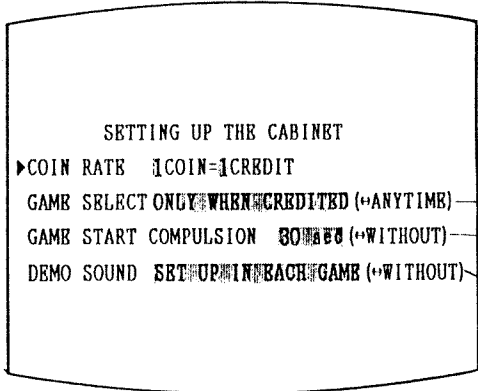 SETTING UP THE CABINET
▶COIN RATE 1COIN=1CREDIT
GAME SELECT ONLY WHEN CREDITED (↔ANYTIME)
GAME START COMPULSION 30 sec (↔WITHOUT)
DEMO SOUND SET UP IN EACH GAME (↔WITHOUT)